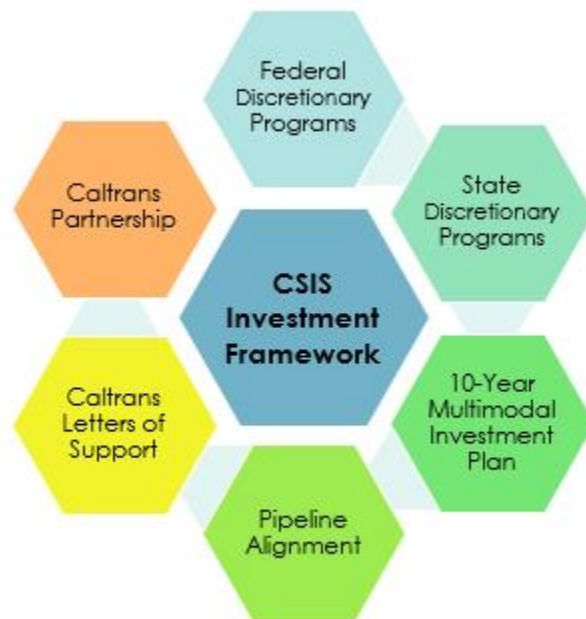 Federal
Discretionary
Programs
State
Discretionary
Programs
10-Year
Multimodal
Investment
Plan
Pipeline
Alignment
Caltrans
Letters of
Support
Caltrans
Partnership
CSIS
Investment
Framework